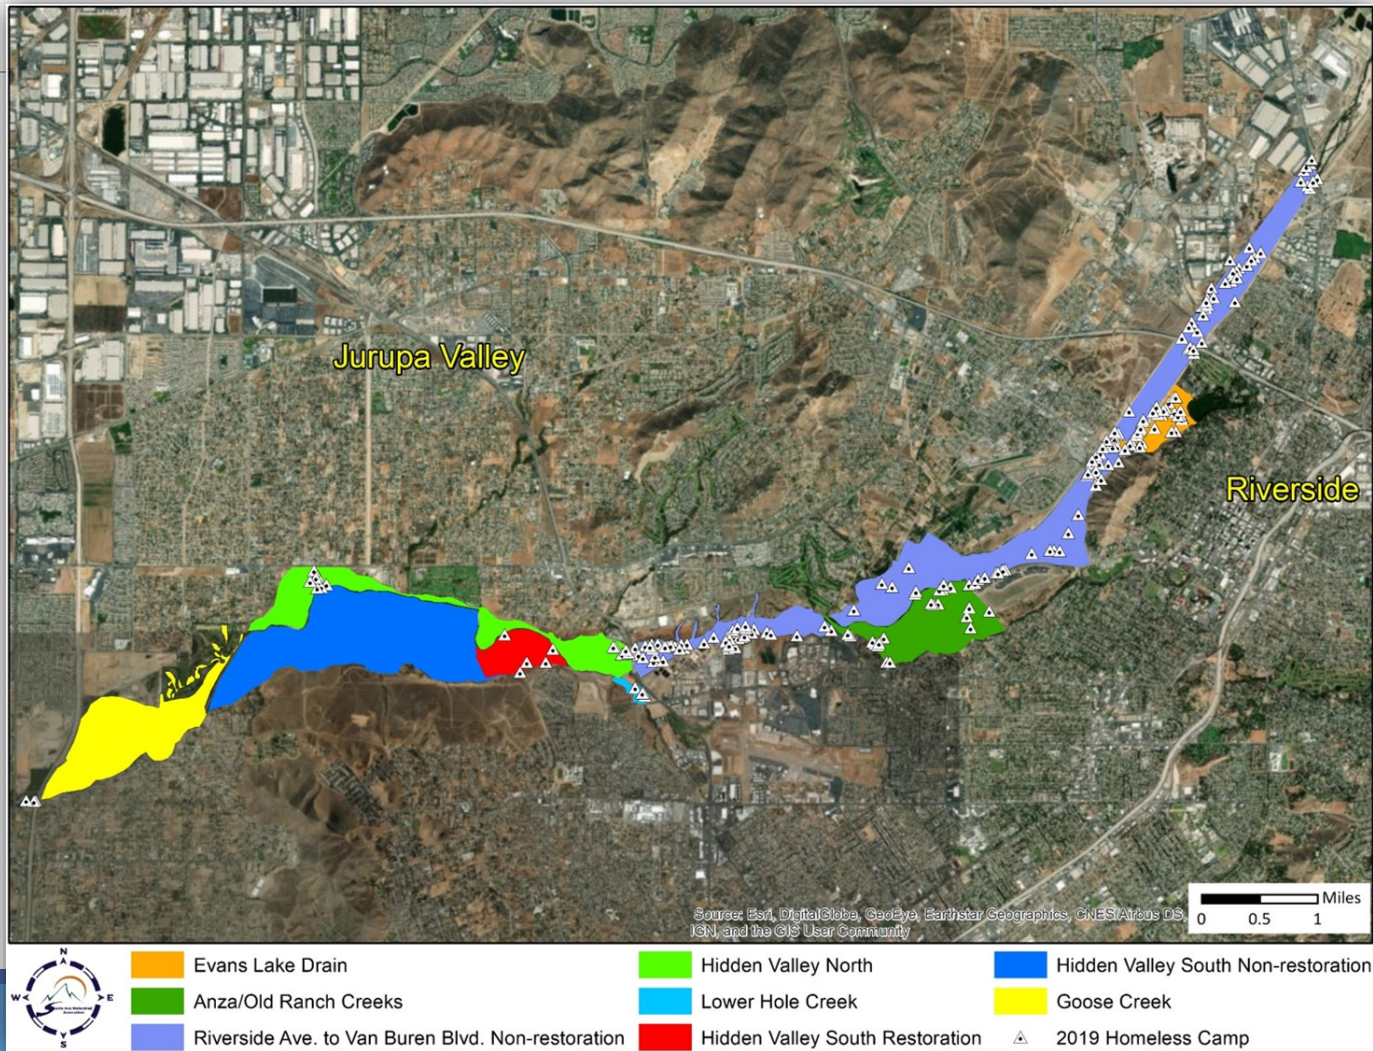 Jurupa Valley
Riverside
Miles
0 0.5 1
Source: Esri, DigitalGlobe, GeoEye, Earthstar Geographics, CNES/Airbus DS,
IGN, and the GIS User Community
N
W E
S
Evans Lake Drain
Anza/Old Ranch Creeks
Riverside Ave. to Van Buren Blvd. Non-restoration
Hidden Valley North
Lower Hole Creek
Hidden Valley South Restoration
Hidden Valley South Non-restoration
Goose Creek
2019 Homeless Camp